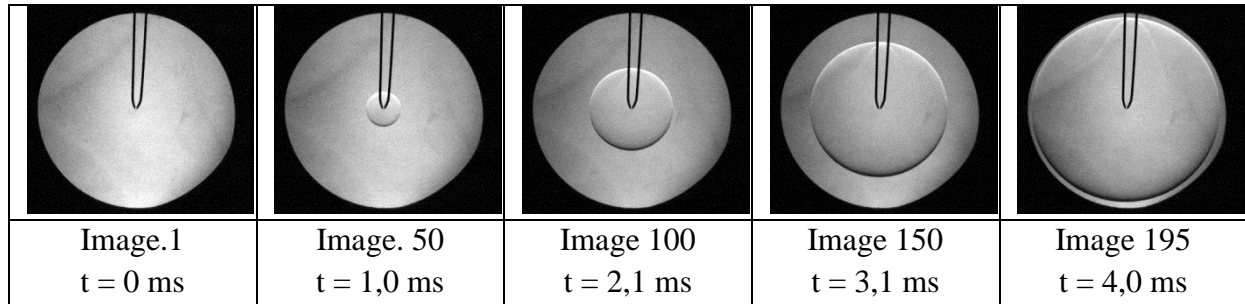 Image.1
t = 0 ms
Image. 50
t = 1,0 ms
Image 100
t = 2,1 ms
Image 150
t = 3,1 ms
Image 195
t = 4,0 ms